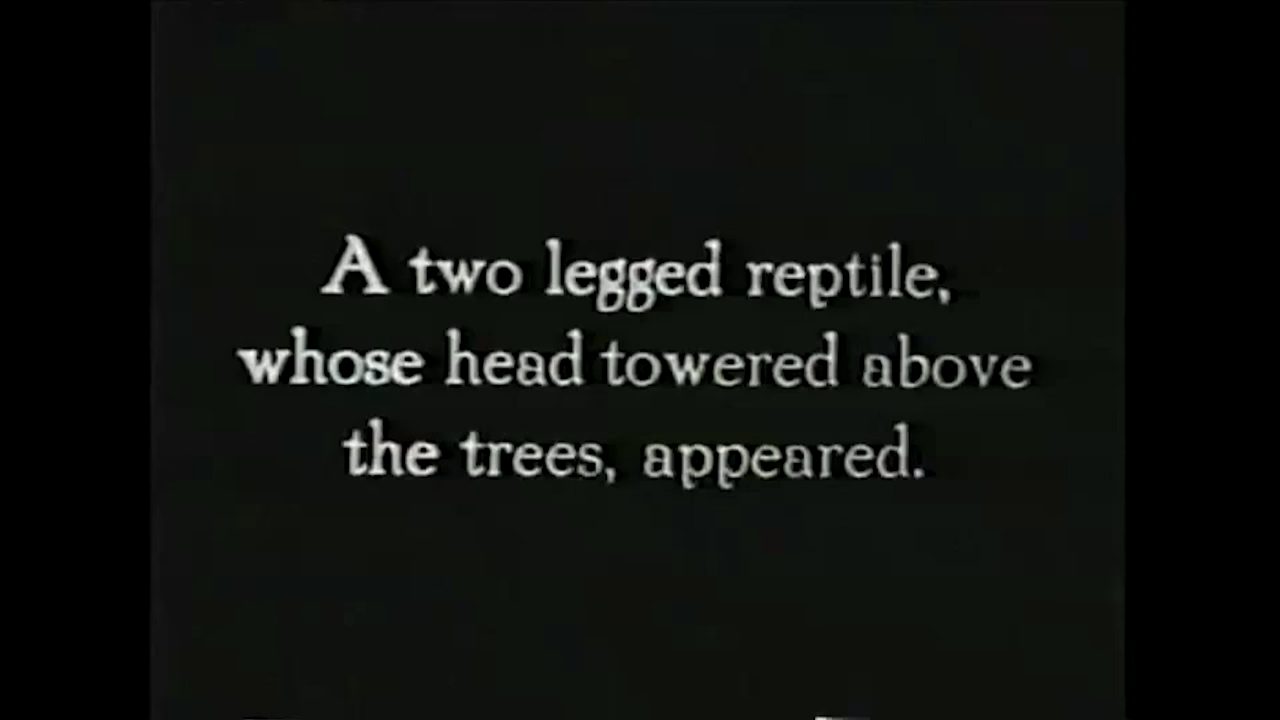 A two legged reptile,
whose head towered above
the trees, appeared.